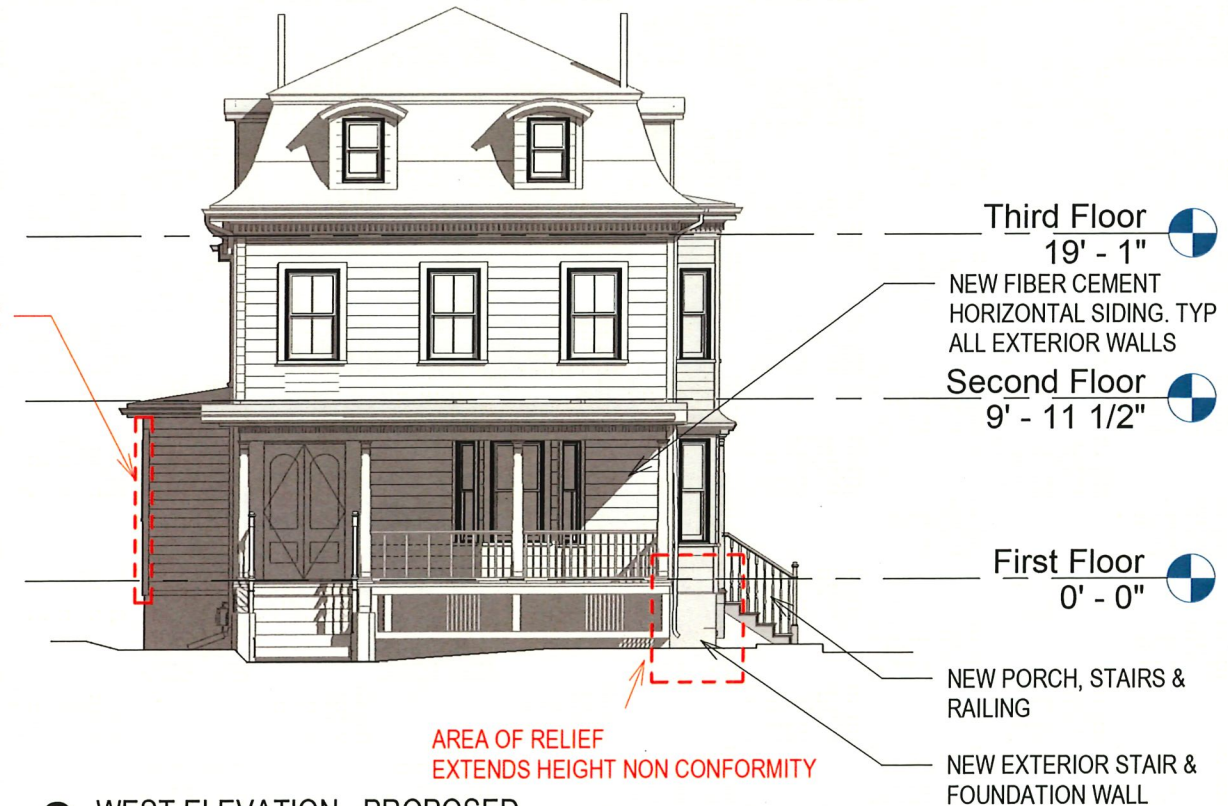 Third Floor
19' - 1"
NEW FIBER CEMENT
HORIZONTAL SIDING. TYP
ALL EXTERIOR WALLS
Second Floor
9' - 11 1/2"
First Floor
0' - 0"
NEW PORCH, STAIRS &
RAILING
AREA OF RELIEF
EXTENDS HEIGHT NON CONFORMITY
NEW EXTERIOR STAIR &
FOUNDATION WALL
WEST ELEVATION - PROPOSED